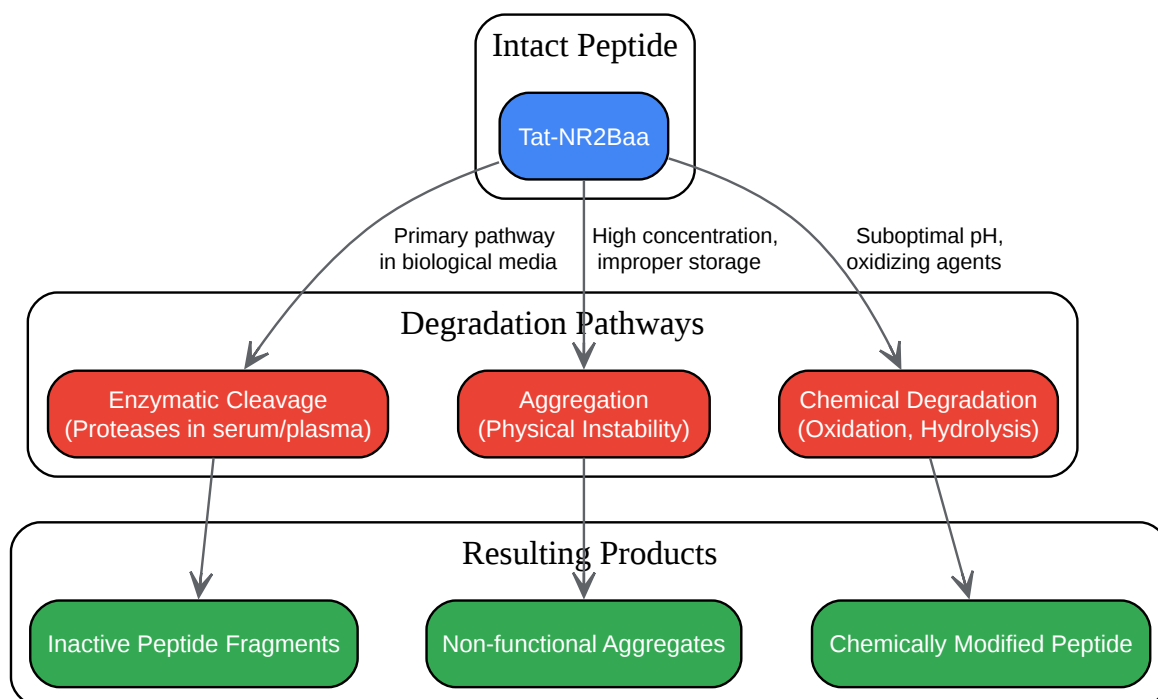 Intact Peptide
Tat-NR2Baa
Primary pathway
in biological media
High concentration,
improper storage
Suboptimal pH,
oxidizing agents
Degradation Pathways
Enzymatic Cleavage
(Proteases in serum/plasma)
Aggregation
(Physical Instability)
Chemical Degradation
(Oxidation, Hydrolysis)
Resulting Products
Inactive Peptide Fragments
Non-functional Aggregates
Chemically Modified Peptide